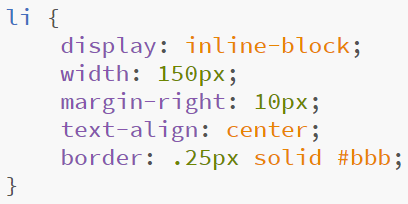 li {
    display: inline-block;
    width: 150px;
    margin-right: 10px;
    text-align: center;
    border: .25px solid #bbb;
}